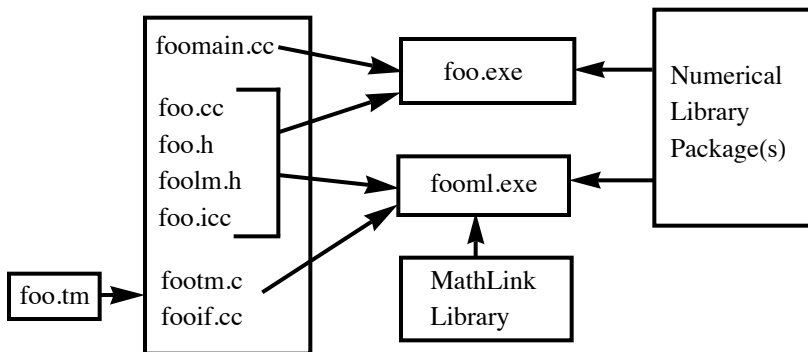 foomain.cc
foo.cc
foo.h
foolm.h
foo.icc
footm.c
fooif.cc
foo.tm
foo.exe
fooml.exe
MathLink
Library
Numerical
Library
Package(s)